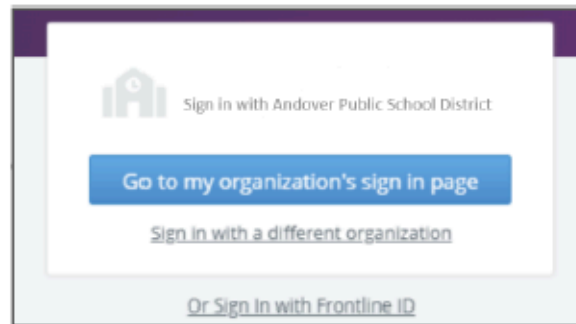 Sign in with Andover Public School District
Go to my organization's sign in page
Sign in with a different organization
Or Sign In with Frontline ID